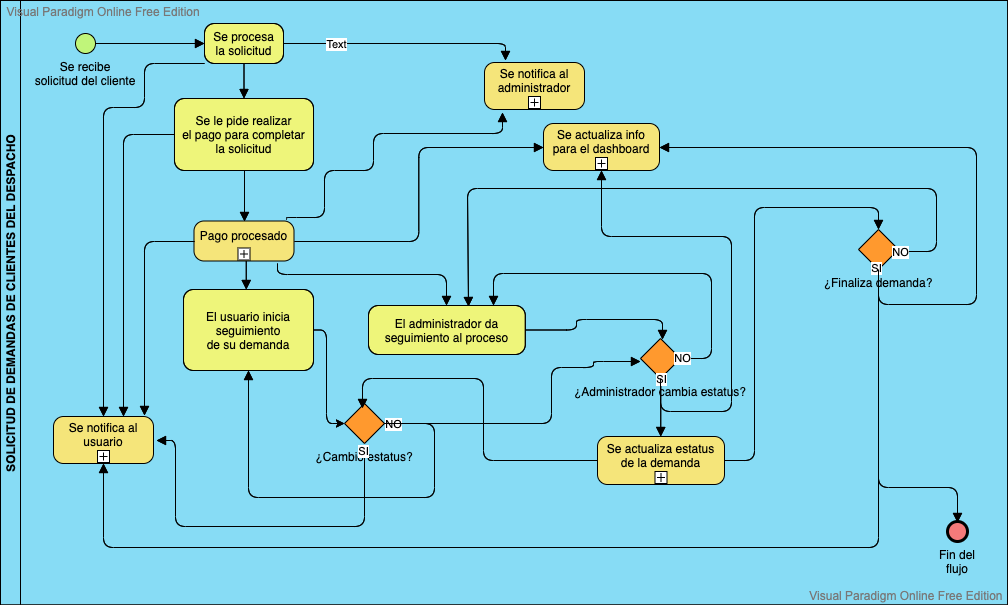 Visual Paradigm Online Free Edition
SOLICITUD DE DEMANDAS DE CLIENTES DEL DESPACHO
Se recibe
solicitud del cliente
Se procesa
la solicitud
Text
Se notifica al
administrador
Se le pide realizar
el pago para completar
la solicitud
Se actualiza info
para el dashboard
Pago procesado
NO
SI
¿Finaliza demanda?
El usuario inicia
seguimiento
de su demanda
El administrador da
seguimiento al proceso
NO
SI
¿Administrador cambia estatus?
Se notifica al
usuario
NO
SI
¿Cambio estatus?
Se actualiza estatus
de la demanda
Fin del
flujo
Visual Paradigm Online Free Edition